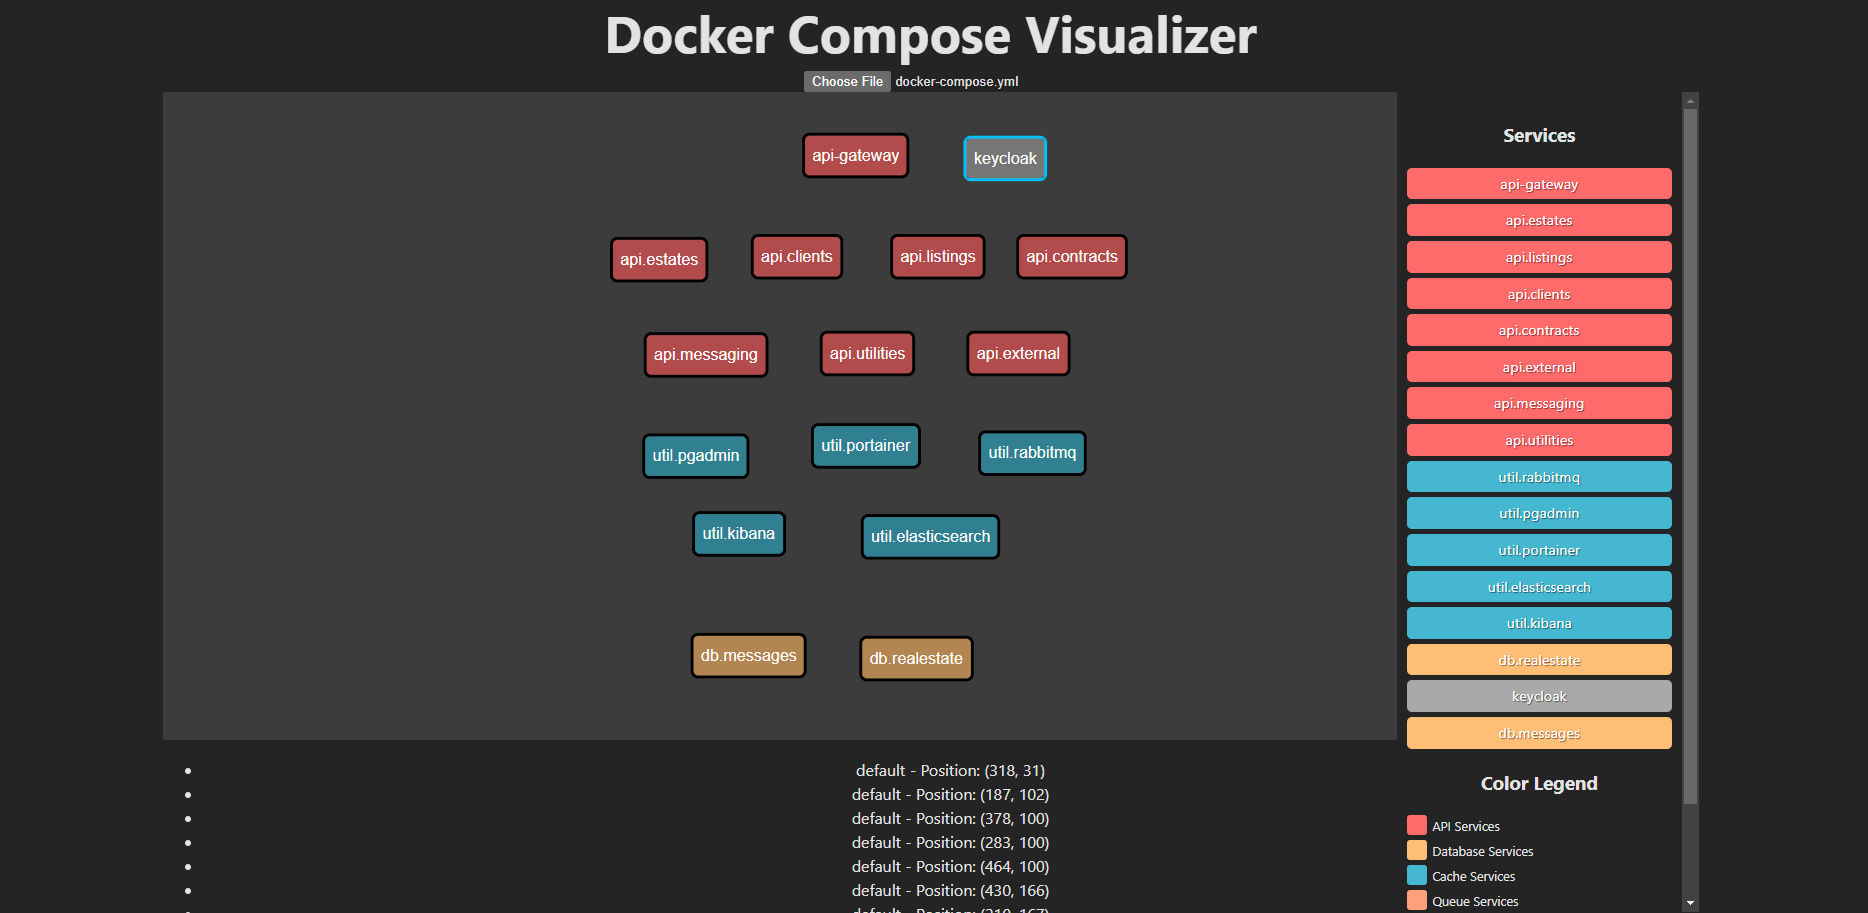 Docker Compose Visualizer
Choose File docker-compose.yml
api-gateway
keycloak
api.estates
api.clients
api.listings
api.contracts
api.messaging
api.utilities
api.external
util.pgadmin
util.portainer
util.rabbitmq
util.kibana
util.elasticsearch
db.messages
db.realestate
default - Position: (318, 31)
default - Position: (187, 102)
default - Position: (378, 100)
default - Position: (283, 100)
default - Position: (464, 100)
default - Position: (430, 166)
Services
api-gateway
api.estates
api.listings
api.clients
api.contracts
api.external
api.messaging
api.utilities
util.rabbitmq
util.pgadmin
util.portainer
util.elasticsearch
util.kibana
db.realestate
keycloak
db.messages
Color Legend
API Services
Database Services
Cache Services
Queue Services